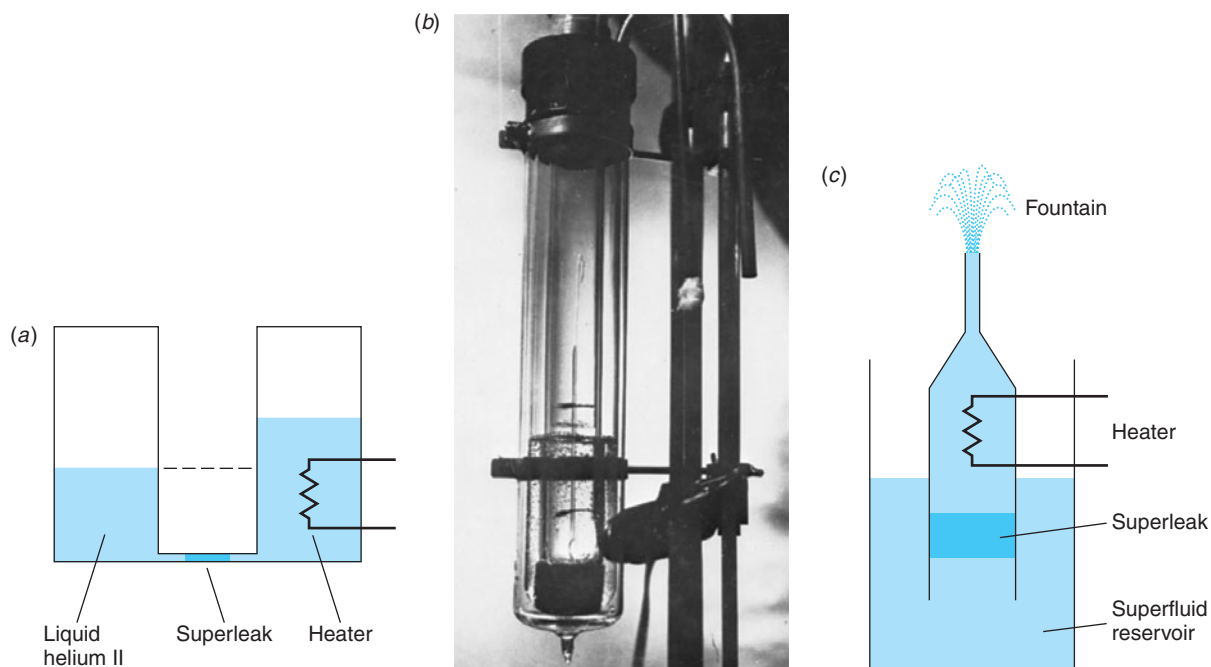 (a)
Liquid
helium II
Superleak
Heater
(b)
(c)
Fountain
Heater
Superleak
Superfluid
reservoir